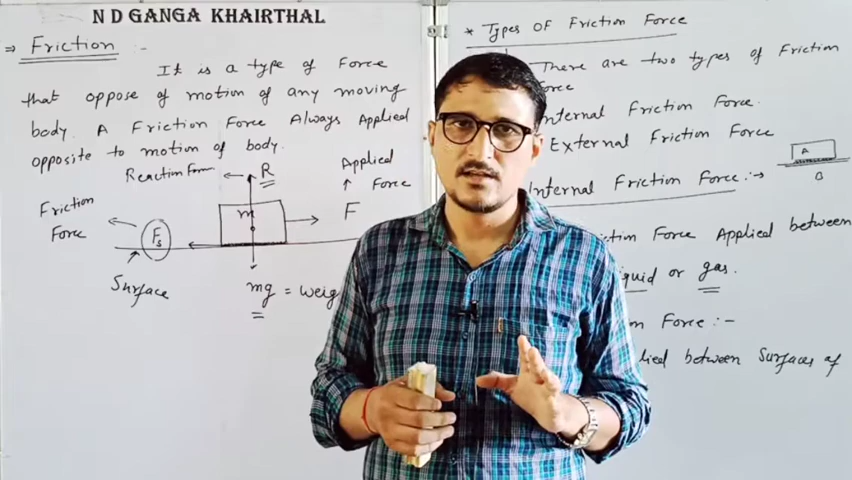 N D GANGA KHAIRTHAL
⇒ Friction :-
It is a type of Force
that oppose of motion of any moving
body. A Friction Force Always Applied
opposite to motion of body.
Reaction Force
R
Applied
Force
Friction
Force
Fs
m
F
Surface
mg = weig
* Types OF Friction Force
There are two types of Friction
orce
nternal Friction Force.
External Friction Force
A
B
Internal Friction Force :→
ction Force Applied between
iquid or gas.
n Force :-
lied between Surfaces of